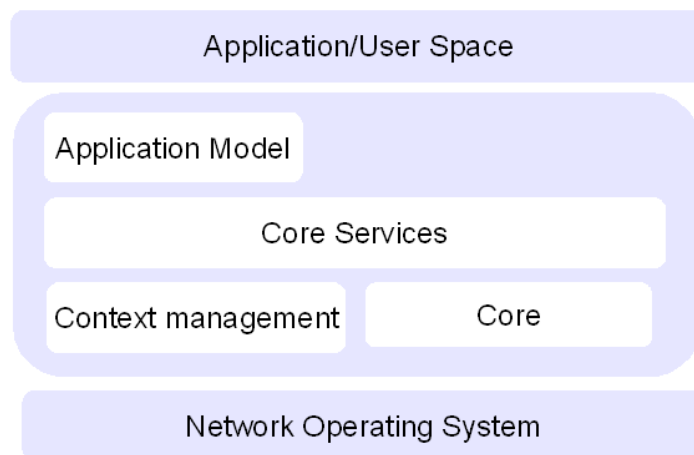 Application/User Space
Application Model
Core Services
Context management
Core
Network Operating System